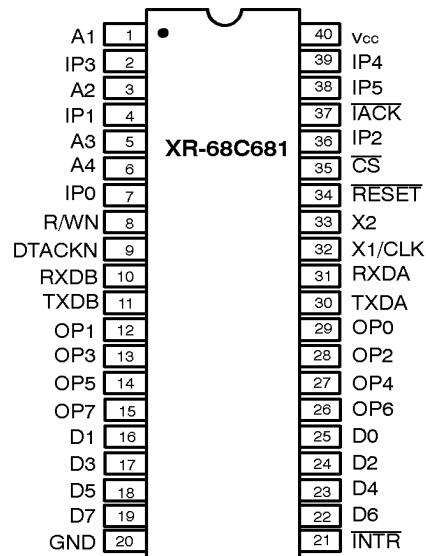 A1 1 40 Vcc
IP3 2 39 IP4
A2 3 38 IP5
IP1 4 37 IACK
A3 5 XR-68C681 36 IP2
A4 6 35 CS
IP0 7 34 RESET
R/WN 8 33 X2
DTACKN 9 32 X1/CLK
RXDB 10 31 RXDA
TXDB 11 30 TXDA
OP1 12 29 OP0
OP3 13 28 OP2
OP5 14 27 OP4
OP7 15 26 OP6
D1 16 25 D0
D3 17 24 D2
D5 18 23 D4
D7 19 22 D6
GND 20 21 INTR